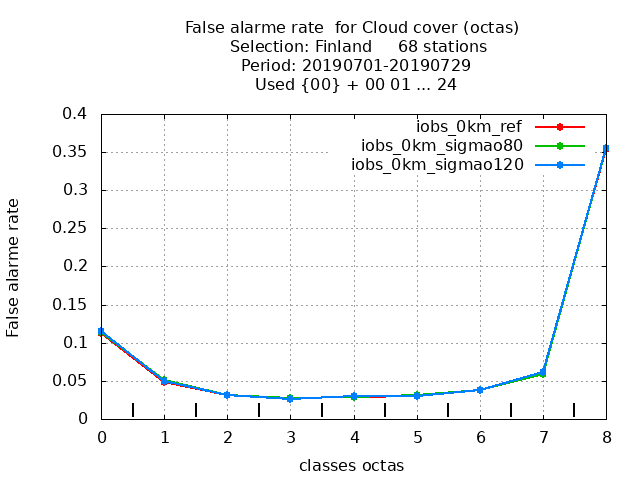 False alarme rate  for Cloud cover (octas)
Selection: Finland     68 stations
Period: 20190701-20190729
Used {00} + 00 01 ... 24
iobs_0km_ref
iobs_0km_sigmao80
iobs_0km_sigmao120
False alarme rate
0.4
0.35
0.3
0.25
0.2
0.15
0.1
0.05
0
0 1 2 3 4 5 6 7 8
classes octas